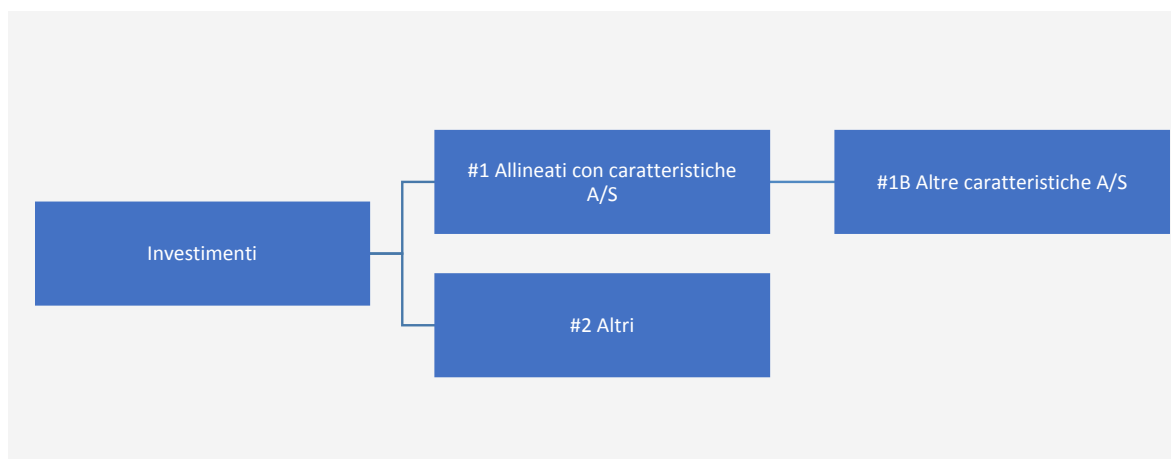 #1 Allineati con caratteristiche
A/S
#1B Altre caratteristiche A/S
Investimenti
#2 Altri